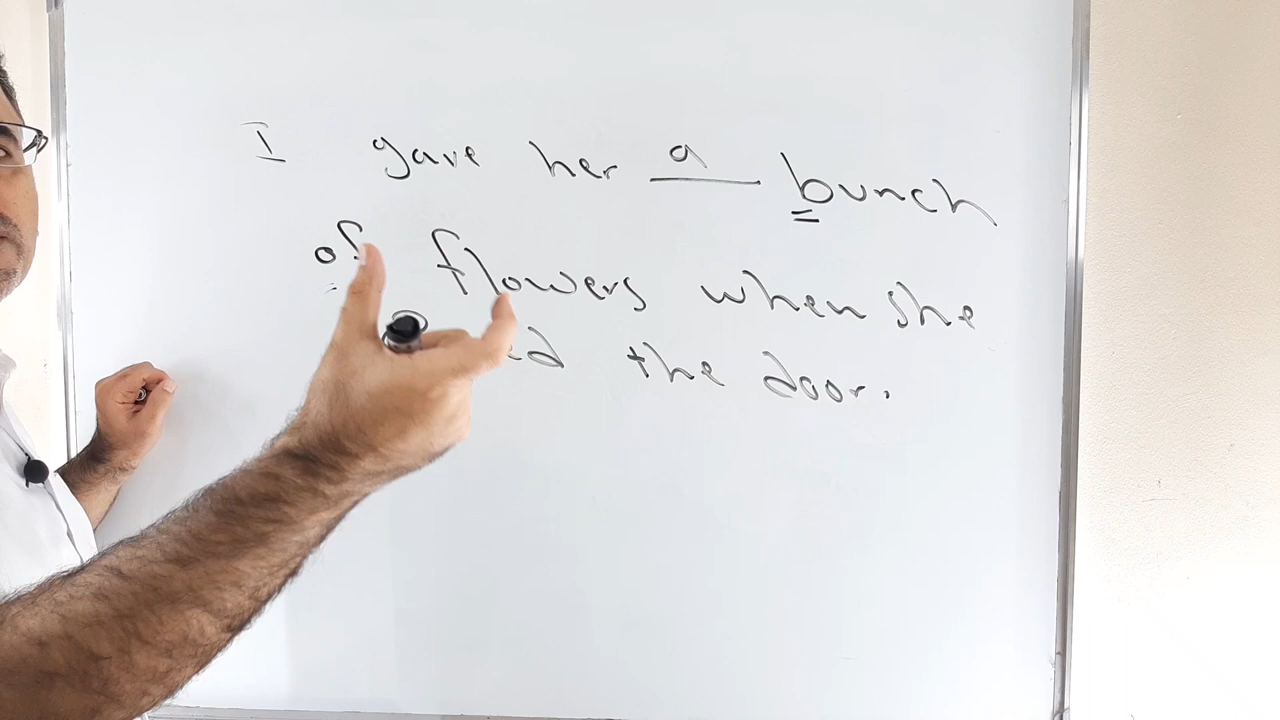 I gave her a bunch
of flowers when she
the door.